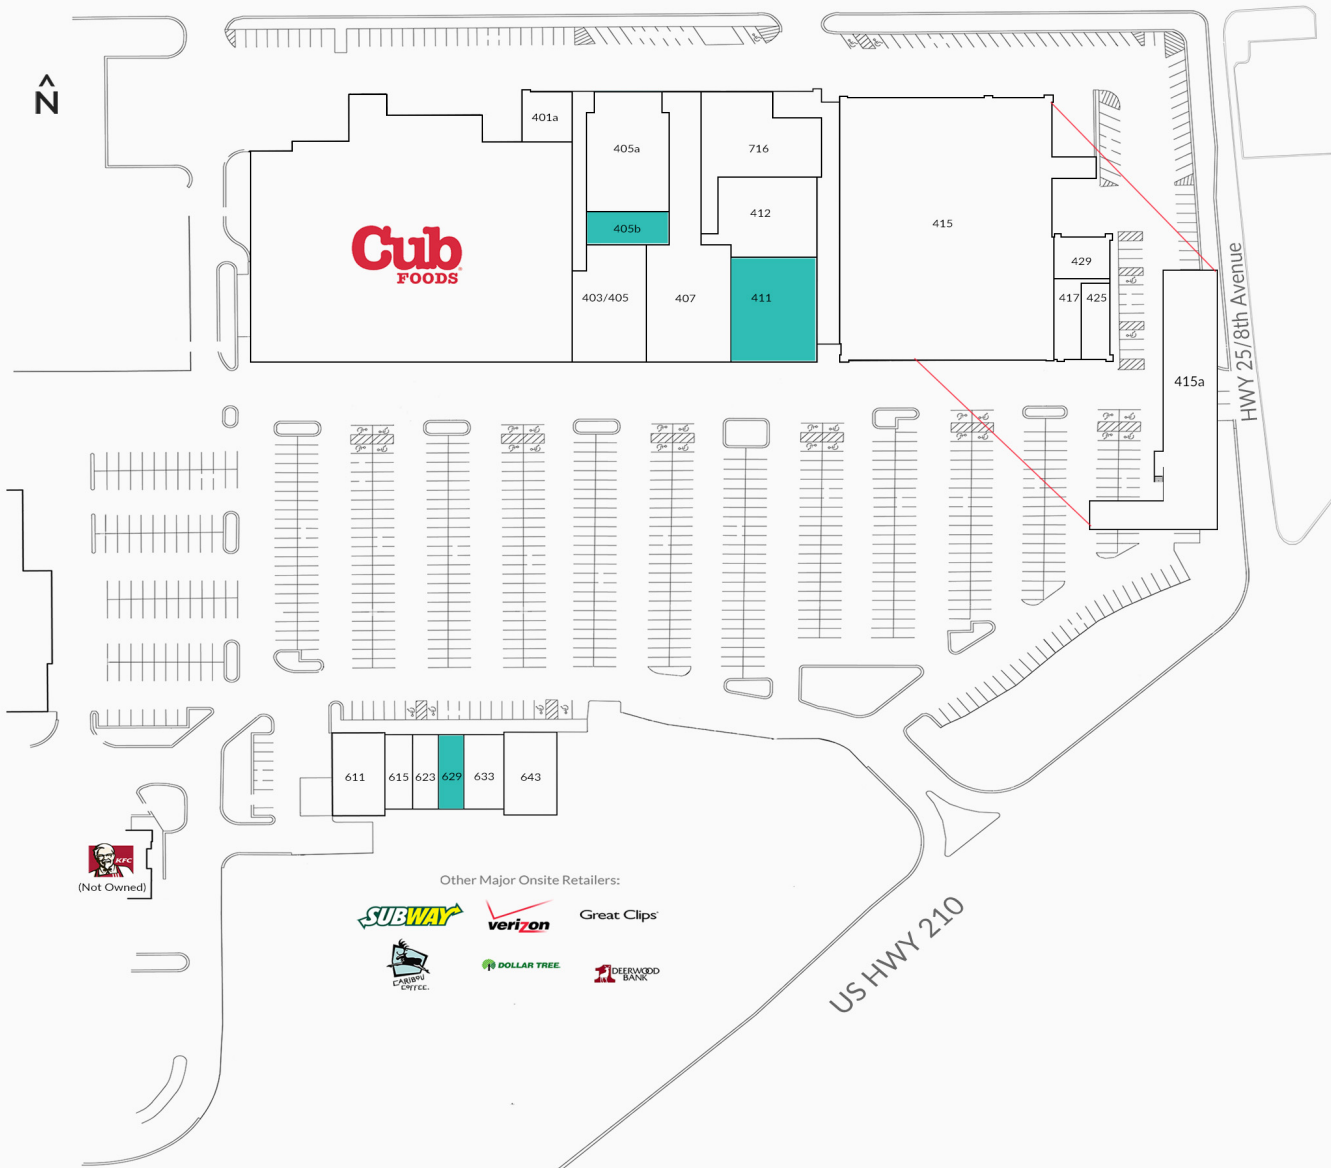 N
401a
405a
716
405b
412
415
Cub
FOODS
429
403/405
407
411
417
425
415a
HWY 25/8th Avenue
611
615
623
629
633
643
KFC
(Not Owned)
Other Major Onsite Retailers:
SUBWAY
verizon
Great Clips
CARIBOU
COFFEE.
DOLLAR TREE.
DEERWOOD
BANK
US HWY 210